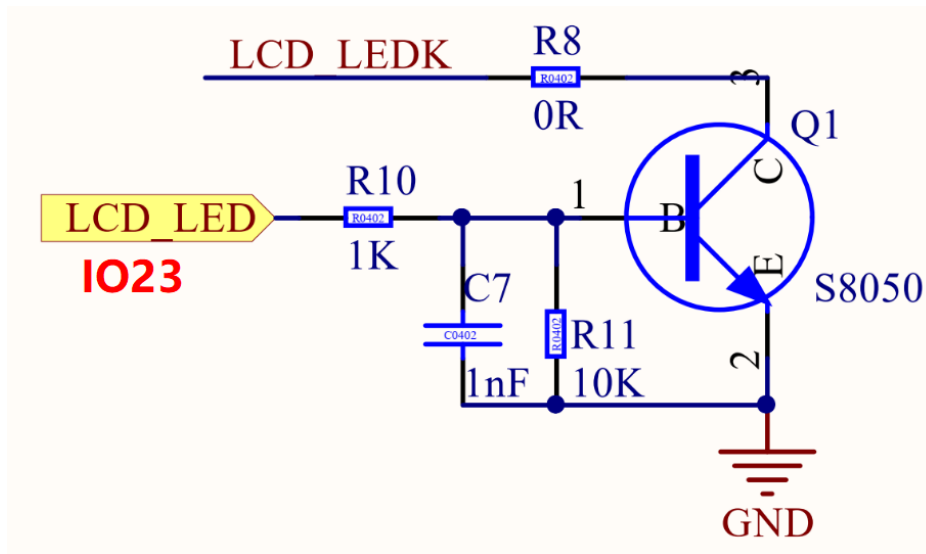 LCD_LEDK
R8
R0402
0R
3
Q1
C
LCD_LED
IO23
R10
R0402
1K
1
B
E
S8050
C7
C0402
1nF
R0402
R11
10K
2
GND